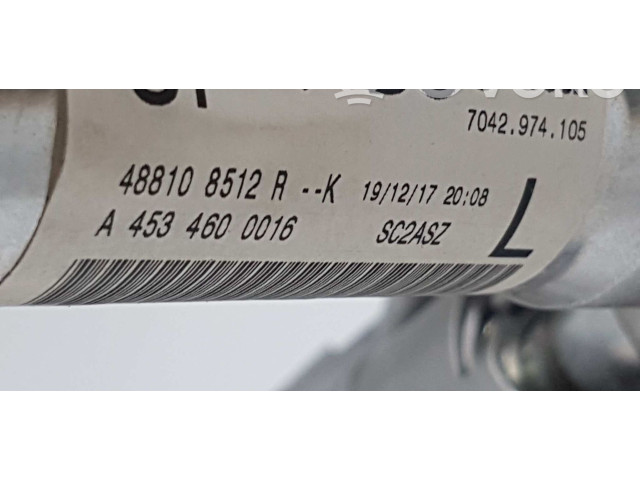 7042.974.105
48810 8512 R --K 19/12/17 20:08
A 453 460 0016 SC2ASZ
L